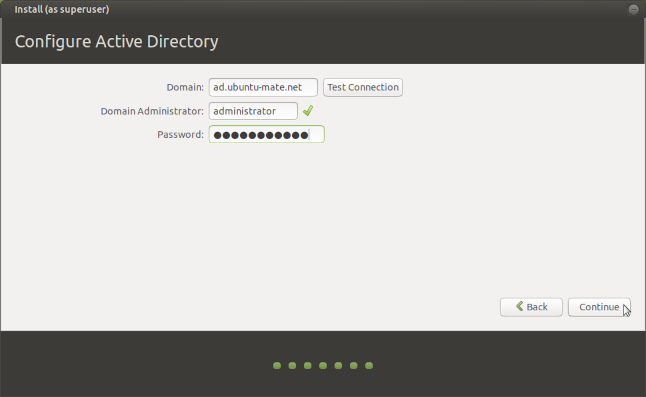 Install (as superuser)
Configure Active Directory
Domain: ad.ubuntu-mate.net Test Connection
Domain Administrator: administrator
Password: ●●●●●●●●●●●
Back Continue